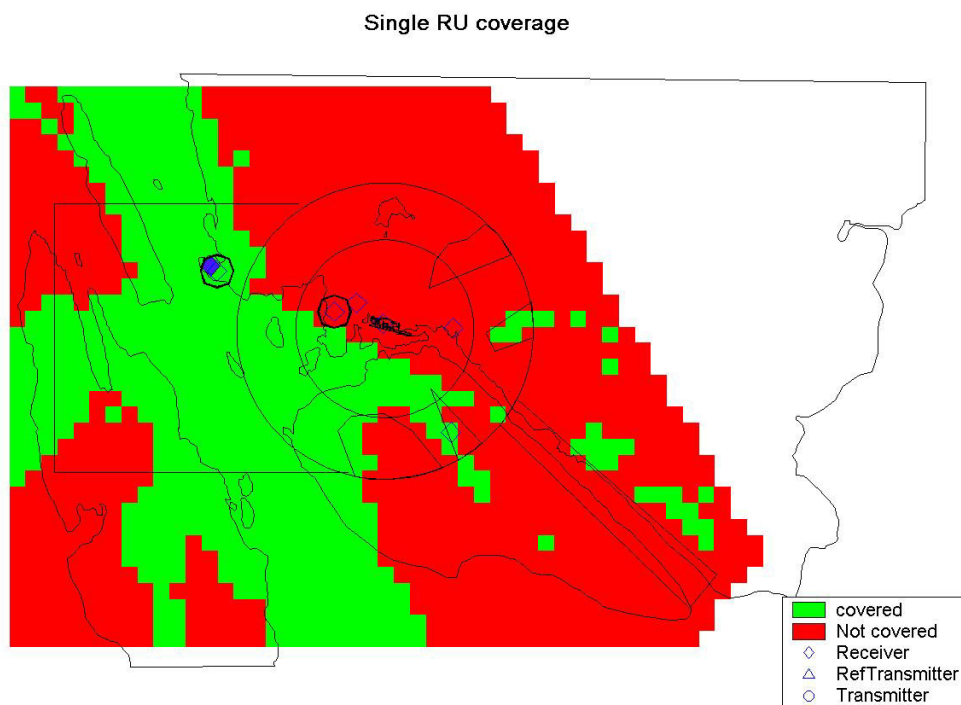 Single RU coverage
covered
Not covered
Receiver
RefTransmitter
Transmitter